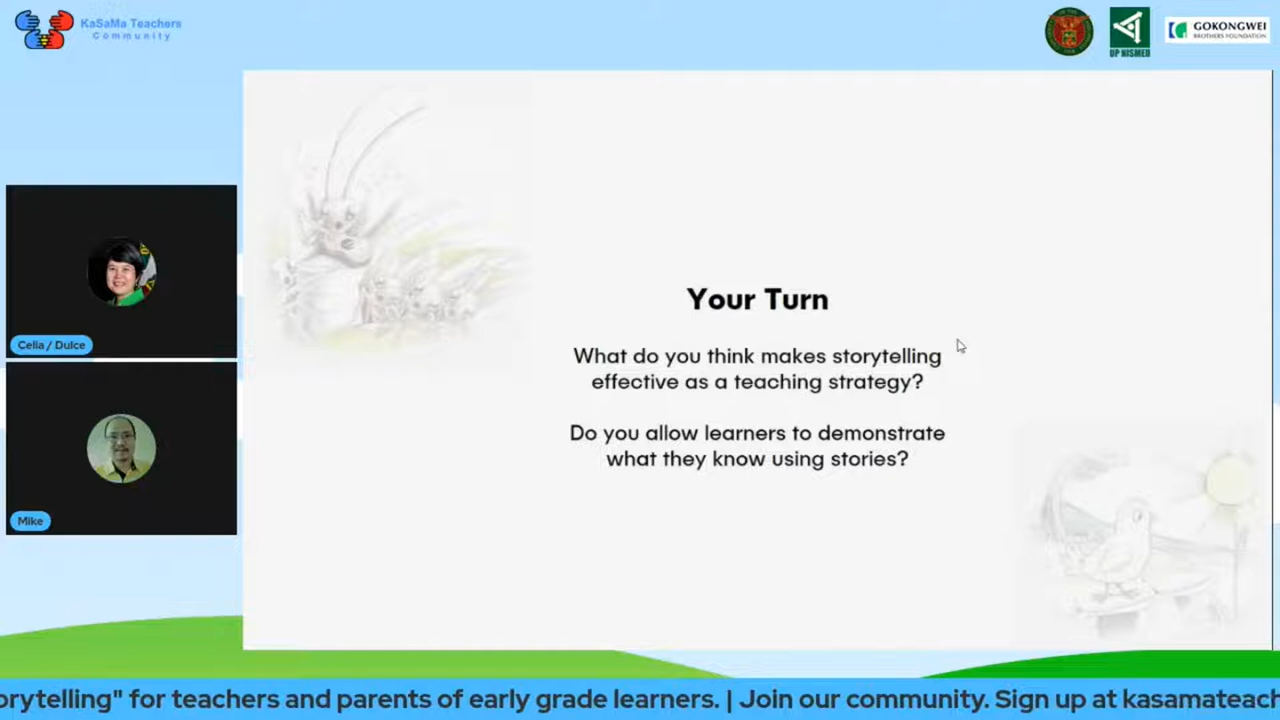 KaSaMa Teachers
Community
UP NISMED
GOKONGWEI
BROTHERS FOUNDATION
Your Turn
What do you think makes storytelling
effective as a teaching strategy?
Do you allow learners to demonstrate
what they know using stories?
Celia / Dulce
Mike
orytelling" for teachers and parents of early grade learners. | Join our community. Sign up at kasamateach